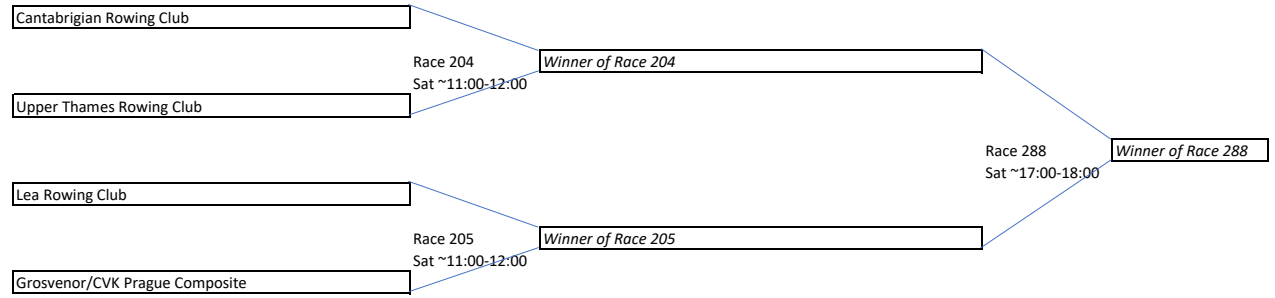 Cantabrigian Rowing Club
Race 204
Winner of Race 204
Sat ~11:00-12:00
Upper Thames Rowing Club
Race 288
Winner of Race 288
Sat ~17:00-18:00
Lea Rowing Club
Race 205
Winner of Race 205
Sat ~11:00-12:00
Grosvenor/CVK Prague Composite